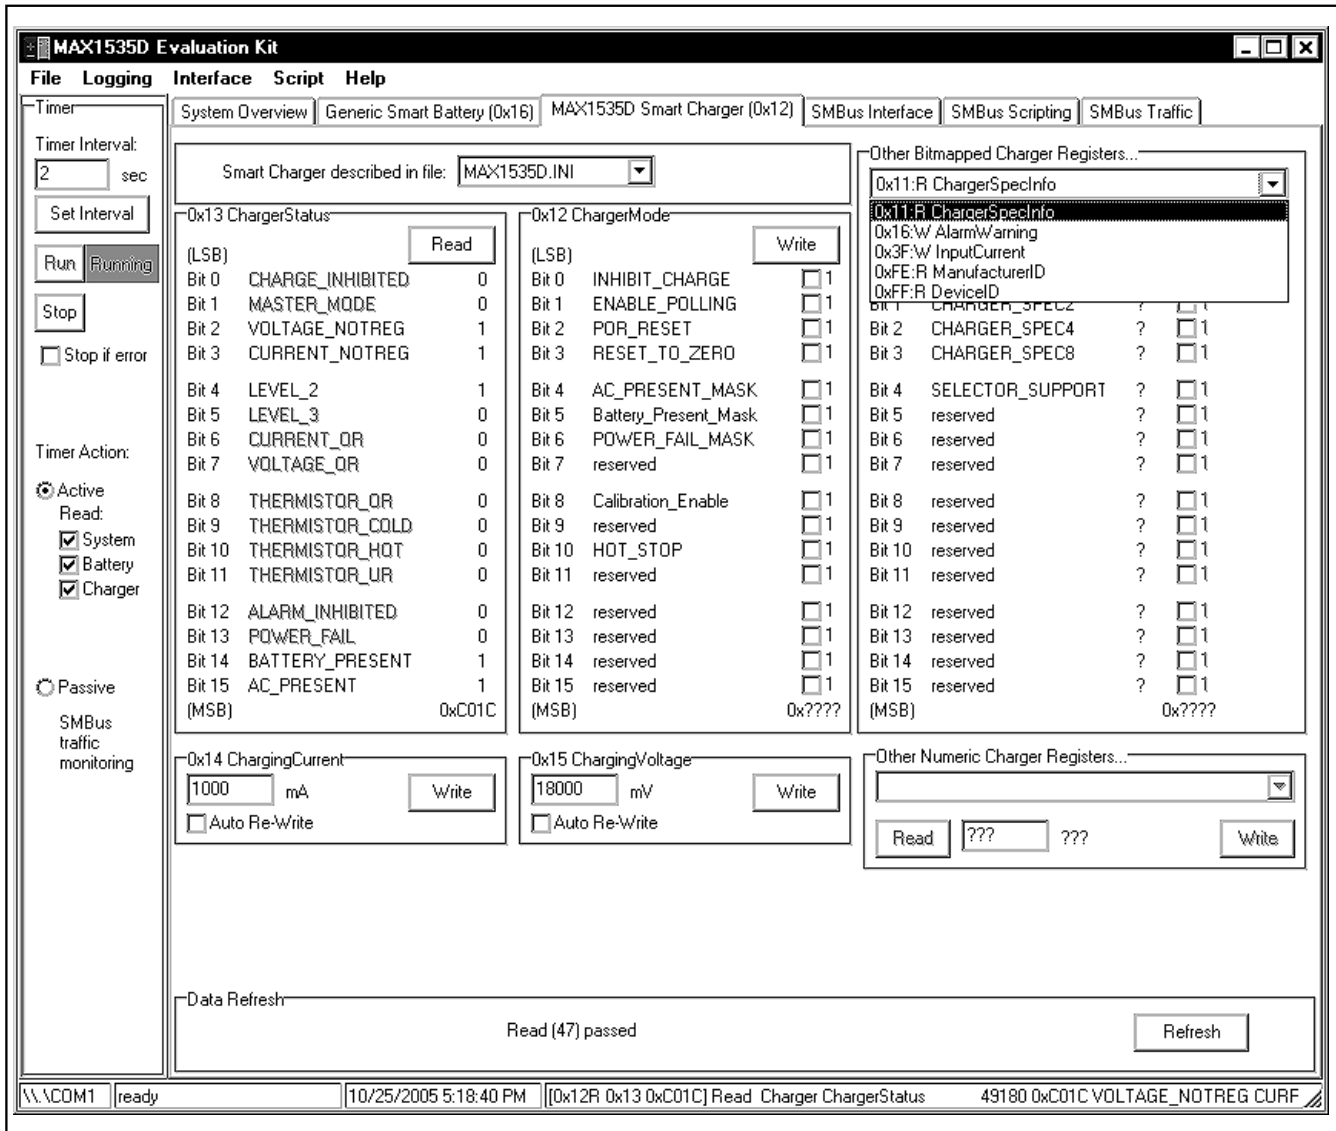 MAX1535D Evaluation Kit
File Logging Interface Script Help
Timer
Timer Interval:
2 sec
Set Interval
Run Running
Stop
Stop if error
Timer Action:
Active
Read:
System
Battery
Charger
Passive
SMBus
traffic
monitoring
System Overview Generic Smart Battery (0x16) MAX1535D Smart Charger (0x12) SMBus Interface SMBus Scripting SMBus Traffic
Smart Charger described in file: MAX1535D.INI
0x13 ChargerStatus
Read
(LSB)
Bit 0 CHARGE_INHIBITED 0
Bit 1 MASTER_MODE 0
Bit 2 VOLTAGE_NOTREG 1
Bit 3 CURRENT_NOTREG 1
Bit 4 LEVEL_2 1
Bit 5 LEVEL_3 0
Bit 6 CURRENT_OR 0
Bit 7 VOLTAGE_OR 0
Bit 8 THERMISTOR_OR 0
Bit 9 THERMISTOR_COLD 0
Bit 10 THERMISTOR_HOT 0
Bit 11 THERMISTOR_UR 0
Bit 12 ALARM_INHIBITED 0
Bit 13 POWER_FAIL 0
Bit 14 BATTERY_PRESENT 1
Bit 15 AC_PRESENT 1
(MSB) 0xC01C
0x12 ChargerMode
Write
(LSB)
Bit 0 INHIBIT_CHARGE 1
Bit 1 ENABLE_POLLING 1
Bit 2 POR_RESET 1
Bit 3 RESET_TO_ZERO 1
Bit 4 AC_PRESENT_MASK 1
Bit 5 Battery_Present_Mask 1
Bit 6 POWER_FAIL_MASK 1
Bit 7 reserved 1
Bit 8 Calibration_Enable 1
Bit 9 reserved 1
Bit 10 HOT_STOP 1
Bit 11 reserved 1
Bit 12 reserved 1
Bit 13 reserved 1
Bit 14 reserved 1
Bit 15 reserved 1
(MSB) 0x????
Other Bitmapped Charger Registers...
0x11:R ChargerSpecInfo
0x11:R ChargerSpecInfo
0x16:W AlarmWarning
0x3F:W InputCurrent
0xFE:R ManufacturerID
0xFF:R DeviceID
Bit 1 CHARGER_SPEC2 ? 1
Bit 2 CHARGER_SPEC4 ? 1
Bit 3 CHARGER_SPEC8 ? 1
Bit 4 SELECTOR_SUPPORT ? 1
Bit 5 reserved ? 1
Bit 6 reserved ? 1
Bit 7 reserved ? 1
Bit 8 reserved ? 1
Bit 9 reserved ? 1
Bit 10 reserved ? 1
Bit 11 reserved ? 1
Bit 12 reserved ? 1
Bit 13 reserved ? 1
Bit 14 reserved ? 1
Bit 15 reserved ? 1
(MSB) 0x????
0x14 ChargingCurrent
1000 mA Write
Auto Re-Write
0x15 ChargingVoltage
18000 mV Write
Auto Re-Write
Other Numeric Charger Registers...
Read ??? ??? Write
Data Refresh
Read (47) passed
Refresh
\\.\COM1 ready 10/25/2005 5:18:40 PM [[0x12R 0x13 0xC01C] Read Charger ChargerStatus 49180 0xC01C VOLTAGE_NOTREG CURF